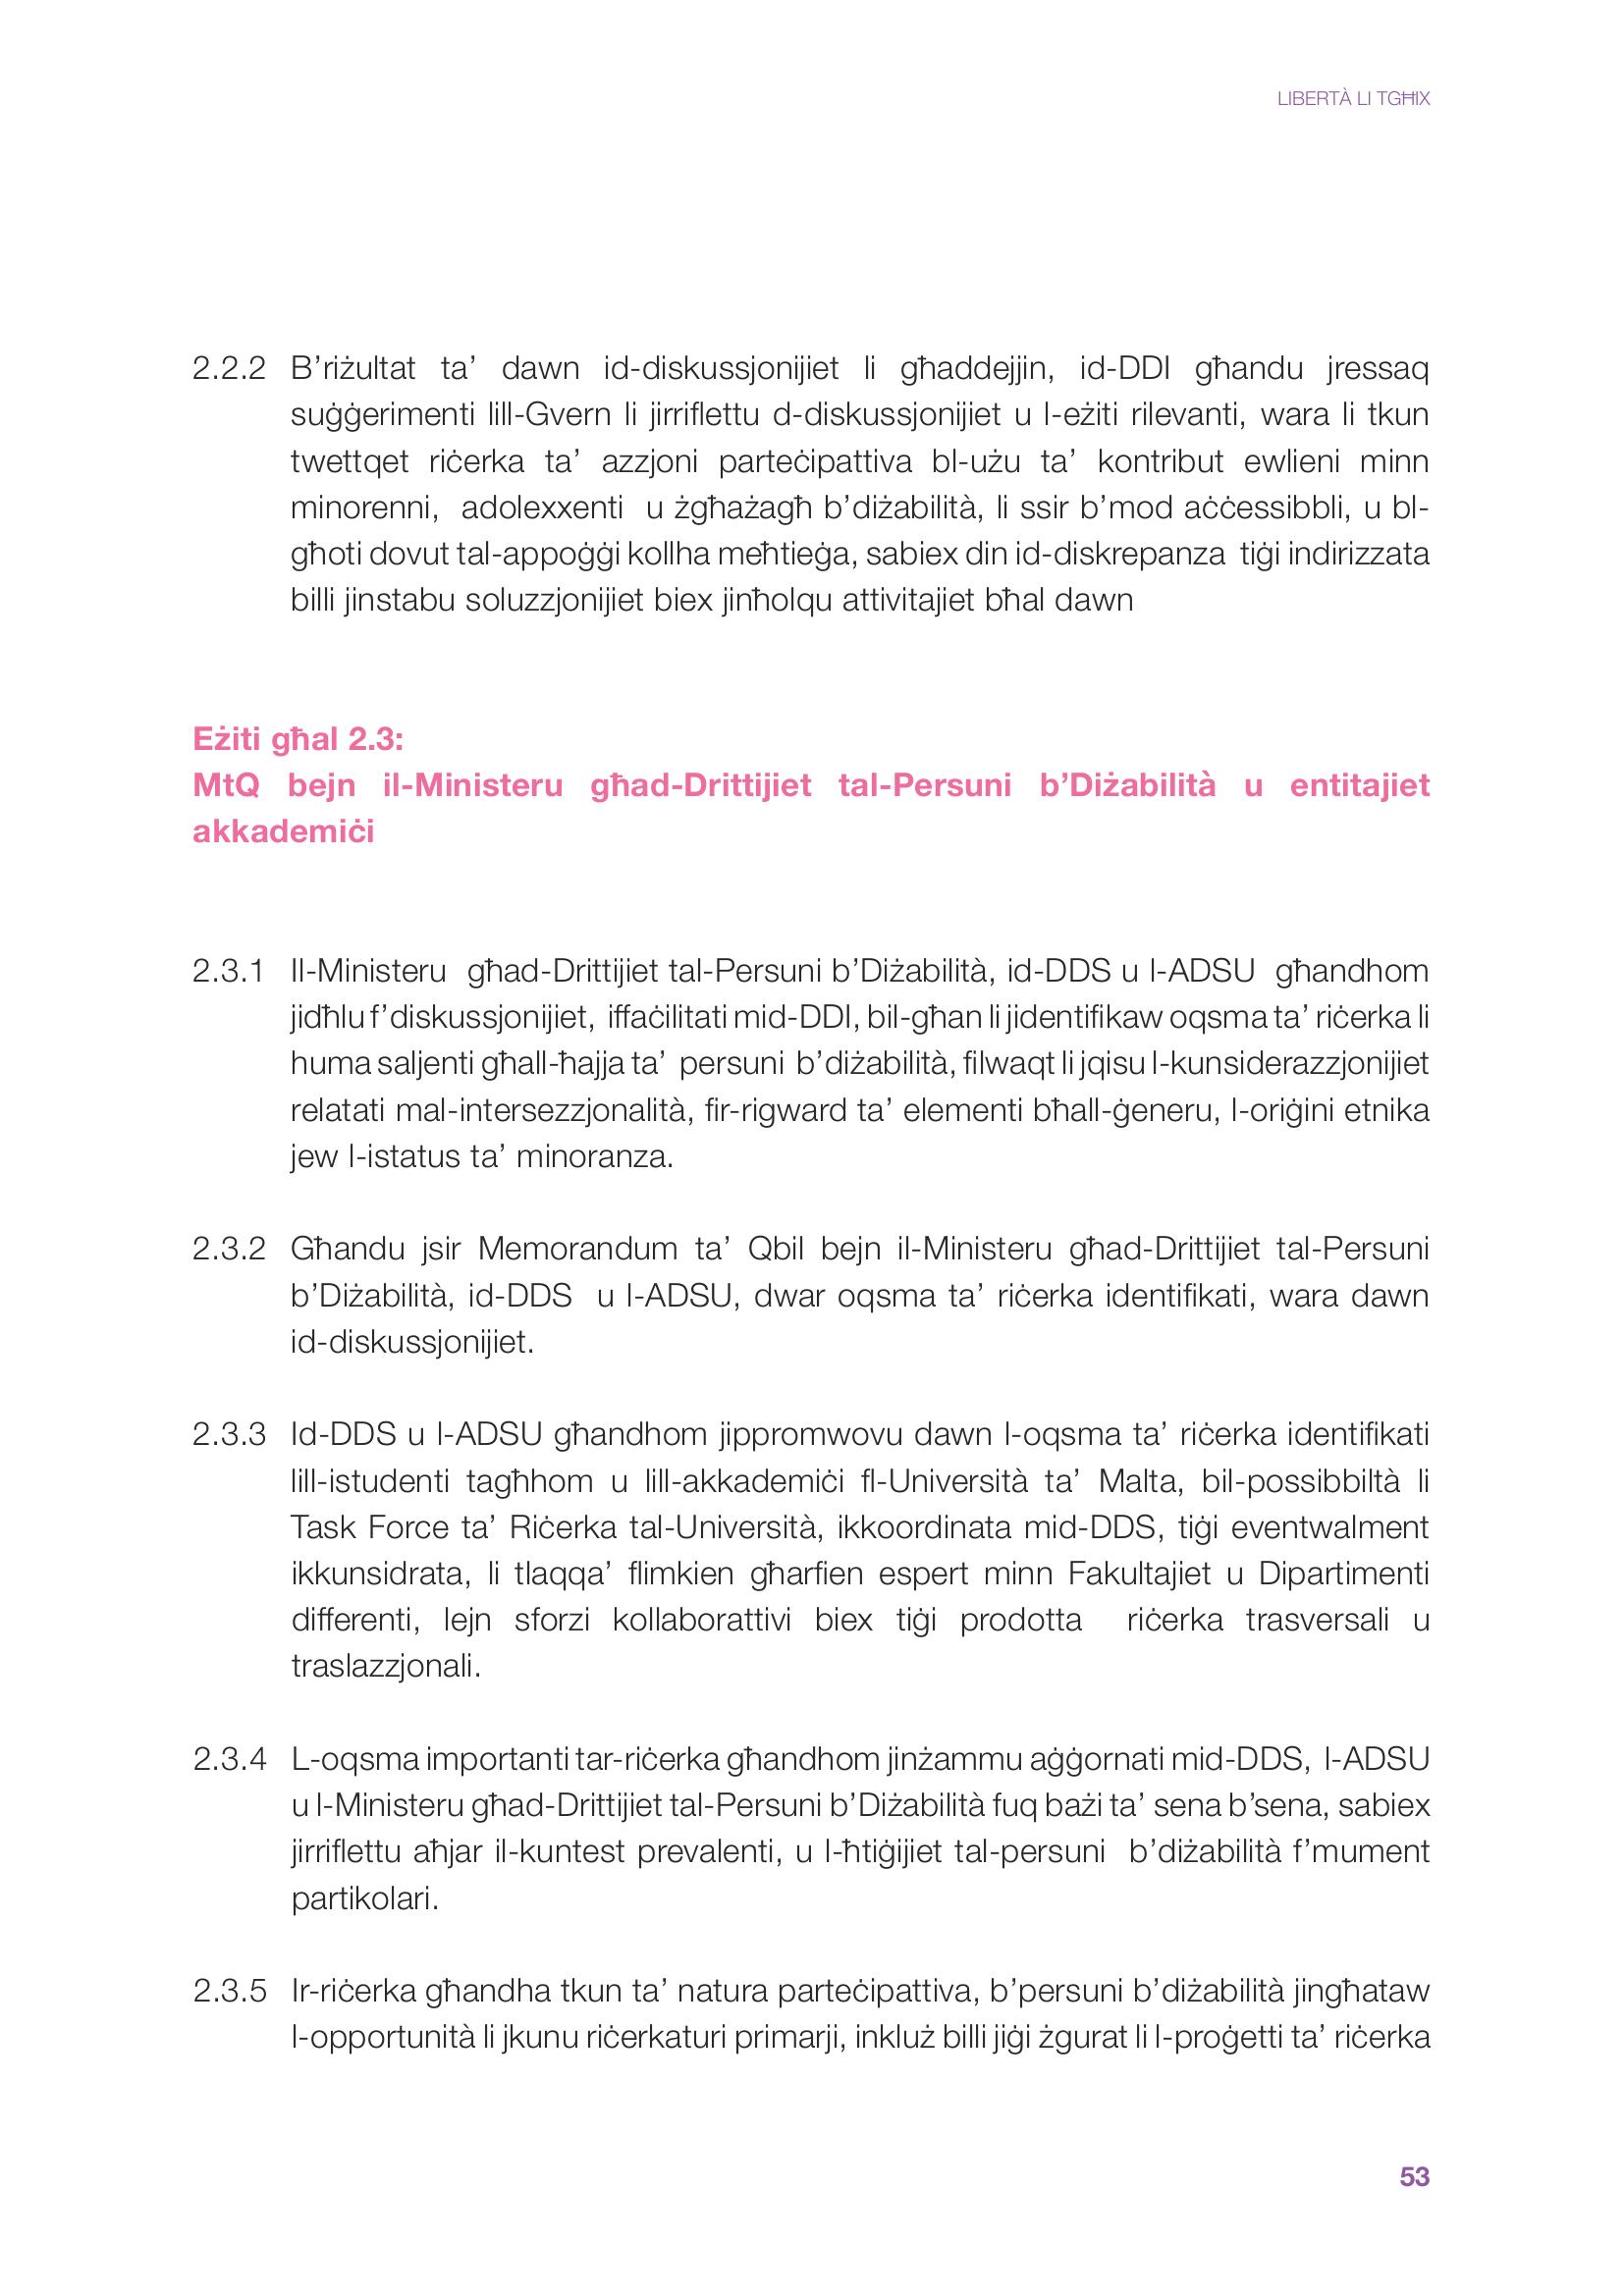 LIBERTÀ LI TGĦIX
2.2.2 B’riżultat ta’ dawn id-diskussjonijiet li għaddejjin, id-DDI għandu jressaq
suġġerimenti lill-Gvern li jirriflettu d-diskussjonijiet u l-eżiti rilevanti, wara li tkun
twettqet riċerka ta’ azzjoni parteċipattiva bl-użu ta’ kontribut ewlieni minn
minorenni, adolexxenti u żgħażagħ b’diżabilità, li ssir b’mod aċċessibbli, u bl-
għoti dovut tal-appoġġi kollha meħtieġa, sabiex din id-diskrepanza tiġi indirizzata
billi jinstabu soluzzjonijiet biex jinħolqu attivitajiet bħal dawn
Eżiti għal 2.3:
MtQ bejn il-Ministeru għad-Drittijiet tal-Persuni b’Diżabilità u entitajiet
akkademiċi
2.3.1 Il-Ministeru għad-Drittijiet tal-Persuni b’Diżabilità, id-DDS u l-ADSU għandhom
jidħlu f’diskussjonijiet, iffaċilitati mid-DDI, bil-għan li jidentifikaw oqsma ta’ riċerka li
huma saljenti għall-ħajja ta’ persuni b’diżabilità, filwaqt li jqisu l-kunsiderazzjonijiet
relatati mal-intersezzjonalità, fir-rigward ta’ elementi bħall-ġeneru, l-oriġini etnika
jew l-istatus ta’ minoranza.
2.3.2 Għandu jsir Memorandum ta’ Qbil bejn il-Ministeru għad-Drittijiet tal-Persuni
b’Diżabilità, id-DDS u l-ADSU, dwar oqsma ta’ riċerka identifikati, wara dawn
id-diskussjonijiet.
2.3.3 Id-DDS u l-ADSU għandhom jippromwovu dawn l-oqsma ta’ riċerka identifikati
lill-istudenti tagħhom u lill-akkademiċi fl-Università ta’ Malta, bil-possibbiltà li
Task Force ta’ Riċerka tal-Università, ikkoordinata mid-DDS, tiġi eventwalment
ikkunsidrata, li tlaqqa’ flimkien għarfien espert minn Fakultajiet u Dipartimenti
differenti, lejn sforzi kollaborattivi biex tiġi prodotta riċerka trasversali u
traslazzjonali.
2.3.4 L-oqsma importanti tar-riċerka għandhom jinżammu aġġornati mid-DDS, l-ADSU
u l-Ministeru għad-Drittijiet tal-Persuni b’Diżabilità fuq bażi ta’ sena b’sena, sabiex
jirriflettu aħjar il-kuntest prevalenti, u l-ħtiġijiet tal-persuni b’diżabilità f’mument
partikolari.
2.3.5 Ir-riċerka għandha tkun ta’ natura parteċipattiva, b’persuni b’diżabilità jingħataw
l-opportunità li jkunu riċerkaturi primarji, inkluż billi jiġi żgurat li l-proġetti ta’ riċerka
53